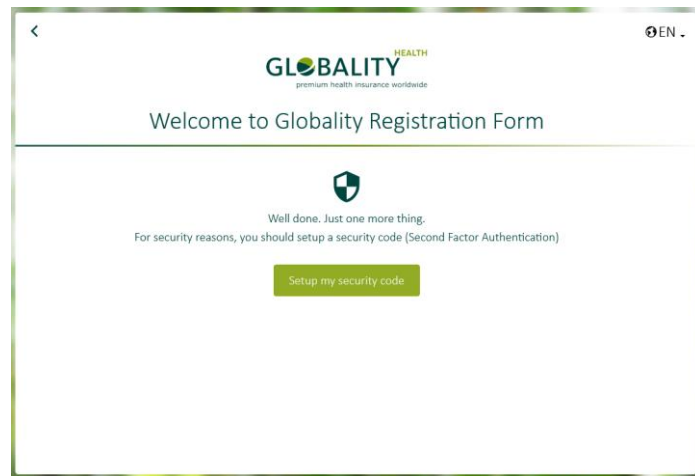 EN
HEALTH
GLOBALITY
premium health insurance worldwide
Welcome to Globality Registration Form
Well done. Just one more thing.
For security reasons, you should setup a security code (Second Factor Authentication)
Setup my security code